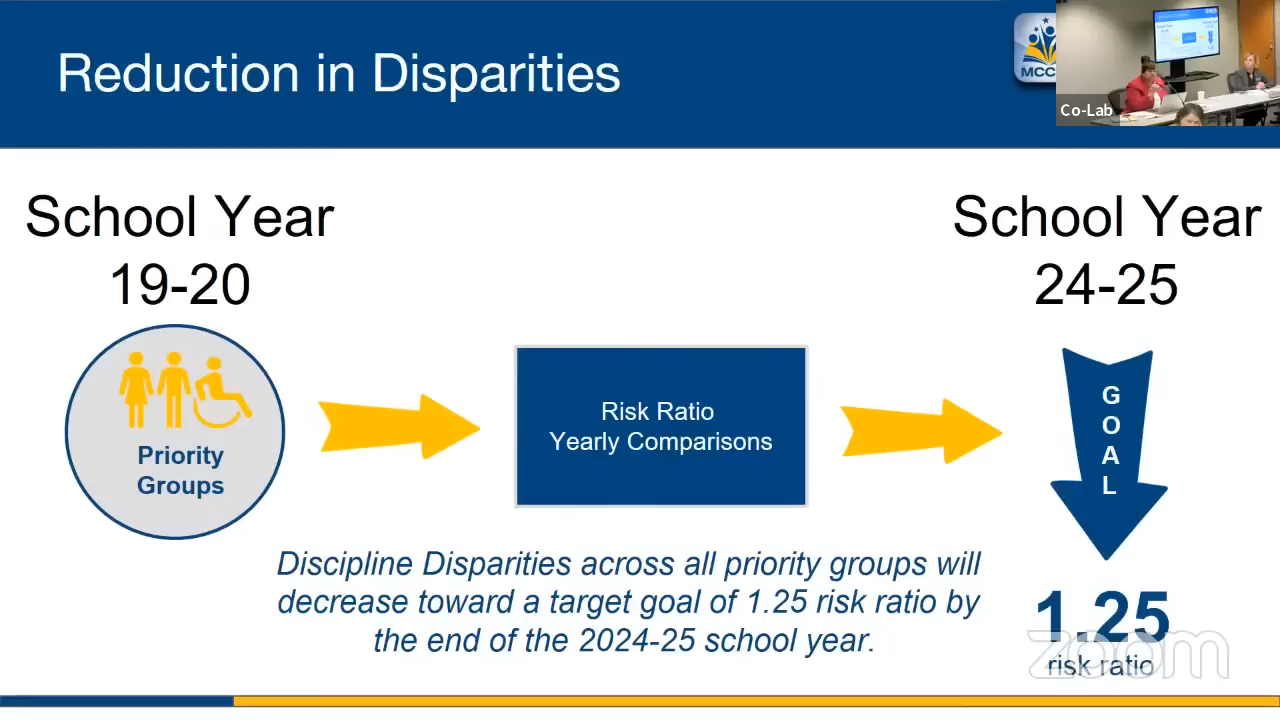 Reduction in Disparities
MCC
Co-Lab
School Year
19-20
School Year
24-25
Priority
Groups
Risk Ratio
Yearly Comparisons
G
O
A
L
Discipline Disparities across all priority groups will
decrease toward a target goal of 1.25 risk ratio by
the end of the 2024-25 school year.
1.25
risk ratio
zoom